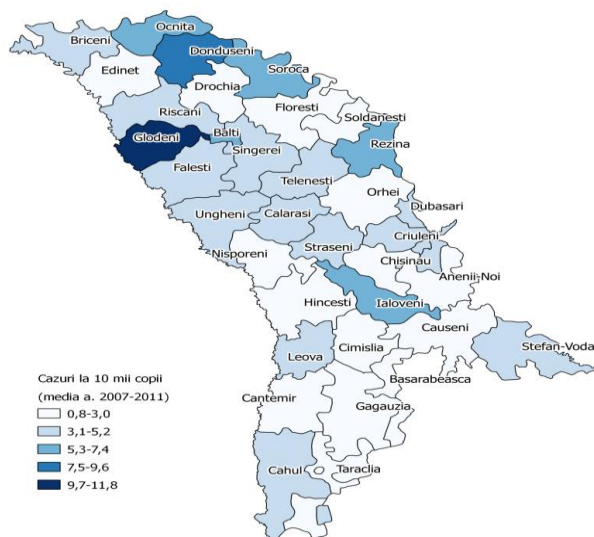 Ocnita
Briceni
Donduseni
Edinet
Soroca
Drochia
Floresti
Riscani
Soldanesti
Glodeni
Balti
Rezina
Singerei
Falesti
Telenesti
Orhei
Dubasari
Ungheni
Calarasi
Criuleni
Straseni
Nisporeni
Chisinau
Anenii-Noi
Hincesti
Ialoveni
Causeni
Stefan-Voda
Cimislia
Leova
Basarabeasca
Cantemir
Gagauzia
Cahul
Taraclia
Cazuri la 10 mii copii
(media a. 2007-2011)
0,8-3,0
3,1-5,2
5,3-7,4
7,5-9,6
9,7-11,8